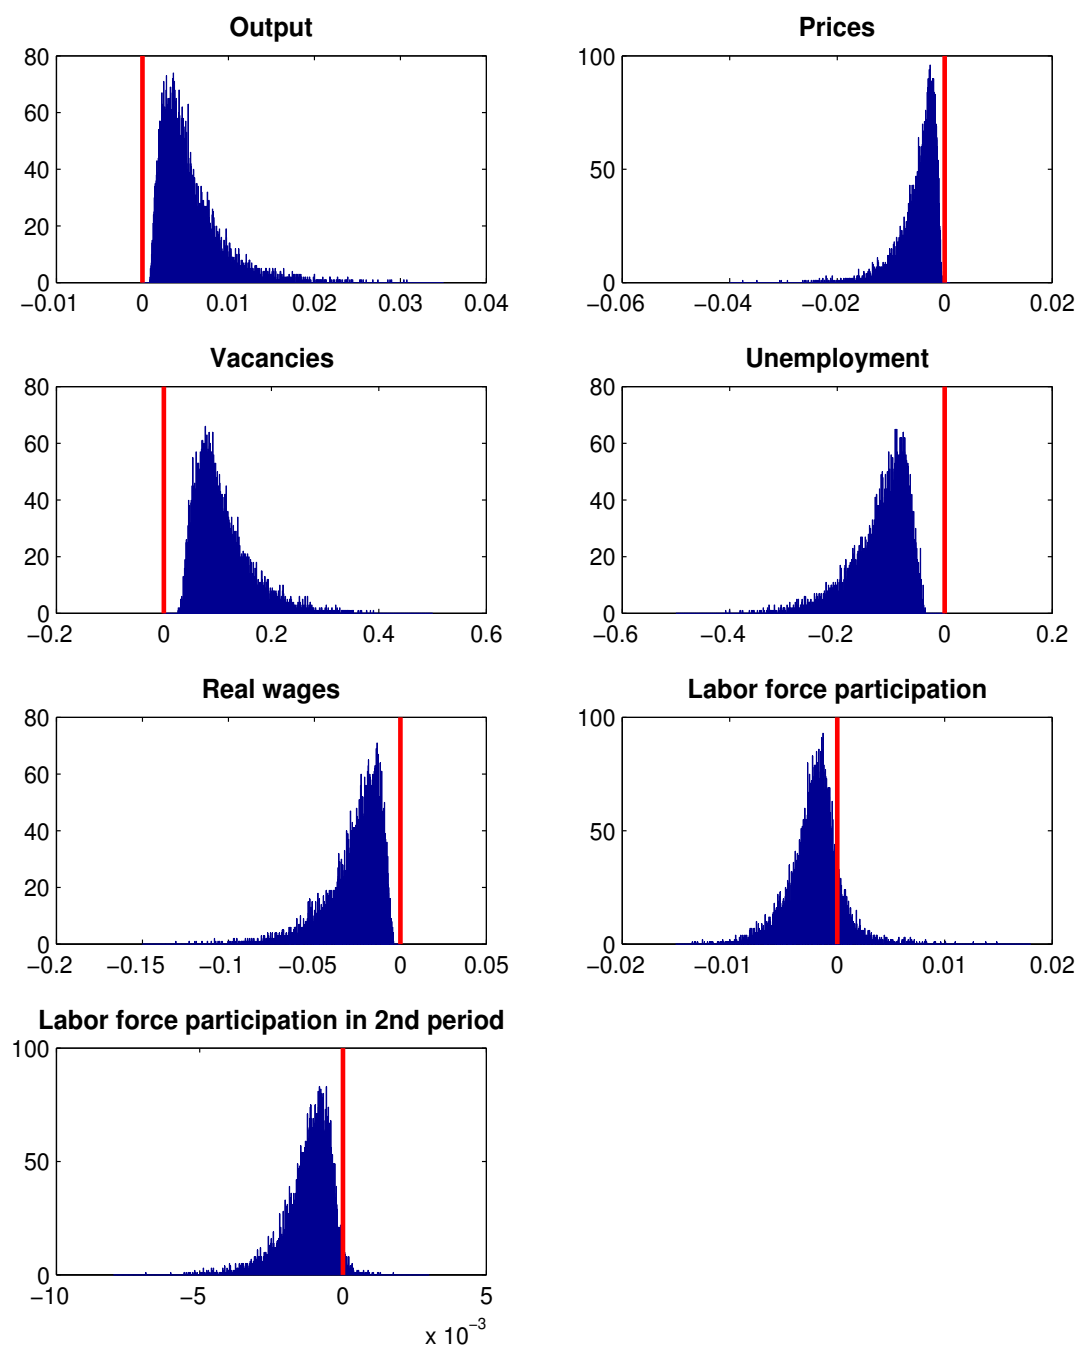 Output
80
60
40
20
0
−0.01 0 0.01 0.02 0.03 0.04
Prices
100
50
0
−0.06 −0.04 −0.02 0 0.02
Vacancies
80
60
40
20
0
−0.2 0 0.2 0.4 0.6
Unemployment
80
60
40
20
0
−0.6 −0.4 −0.2 0 0.2
Real wages
80
60
40
20
0
−0.2 −0.15 −0.1 −0.05 0 0.05
Labor force participation
100
50
0
−0.02 −0.01 0 0.01 0.02
Labor force participation in 2nd period
100
50
0
−10 −5 0 5
x 10−3